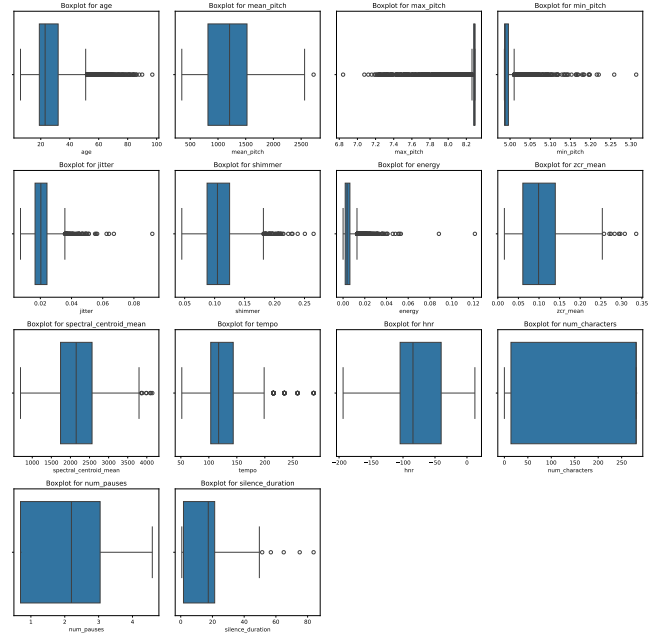 Boxplot for age
Boxplot for mean_pitch
Boxplot for max_pitch
Boxplot for min_pitch
20 40 60 80 100
500 1000 1500 2000 2500
6.8 7.0 7.2 7.4 7.6 7.8 8.0 8.2
5.00 5.05 5.10 5.15 5.20 5.25 5.30
age
mean_pitch
max_pitch
min_pitch
Boxplot for jitter
Boxplot for shimmer
Boxplot for energy
Boxplot for zcr_mean
0.02 0.04 0.06 0.08
0.05 0.10 0.15 0.20 0.25
0.00 0.02 0.04 0.06 0.08 0.10 0.12
0.00 0.05 0.10 0.15 0.20 0.25 0.30 0.35
jitter
shimmer
energy
zcr_mean
Boxplot for spectral_centroid_mean
Boxplot for tempo
Boxplot for hnr
Boxplot for num_characters
1000 1500 2000 2500 3000 3500 4000
50 100 150 200 250
−200 −150 −100 −50 0
0 50 100 150 200 250
spectral_centroid_mean
tempo
hnr
num_characters
Boxplot for num_pauses
Boxplot for silence_duration
1 2 3 4
0 20 40 60 80
num_pauses
silence_duration